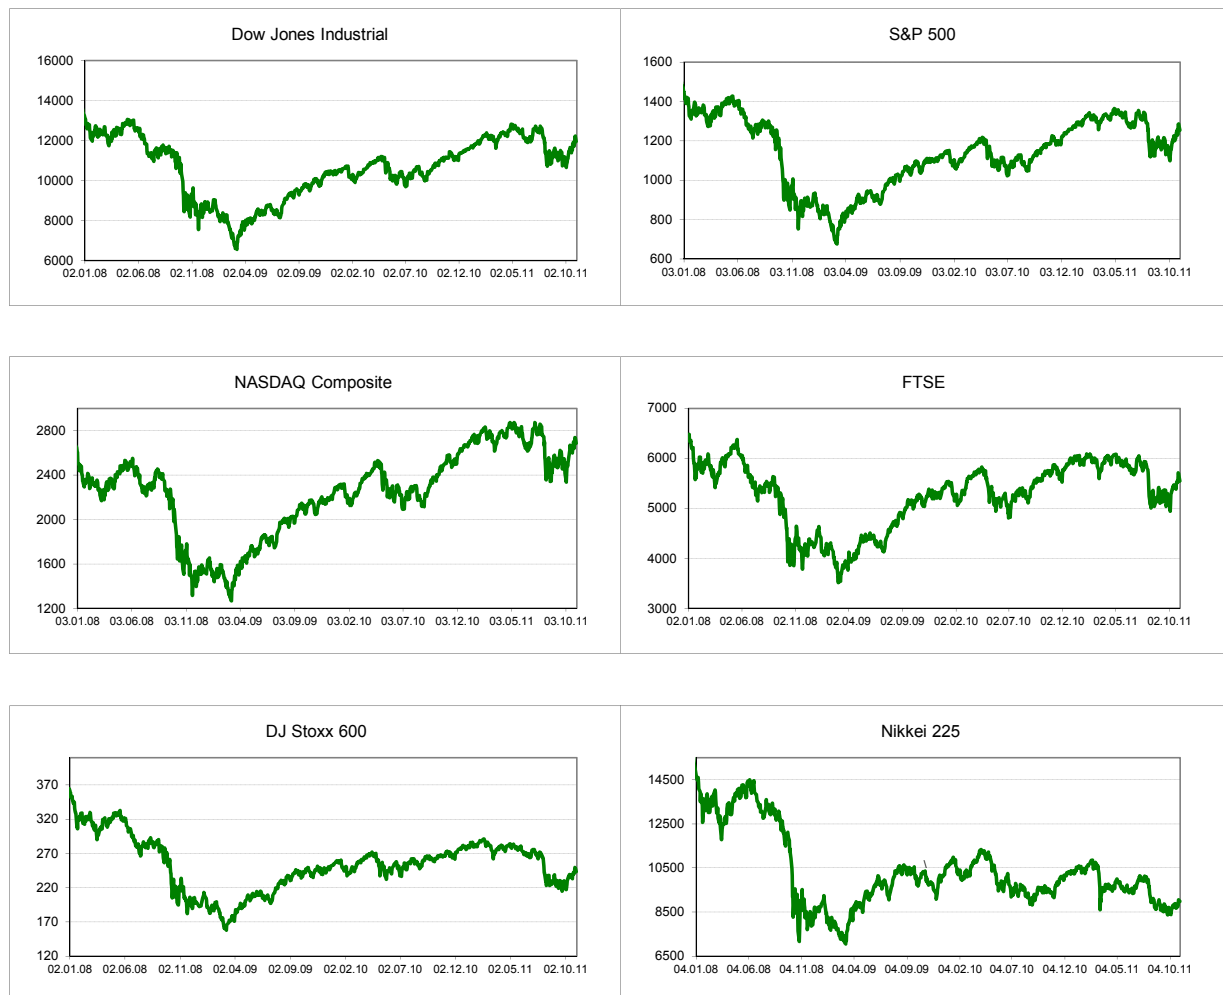 Dow Jones Industrial
16000
14000
12000
10000
8000
6000
02.01.08 02.06.08 02.11.08 02.04.09 02.09.09 02.02.10 02.07.10 02.12.10 02.05.11 02.10.11
S&P 500
1600
1400
1200
1000
800
600
03.01.08 03.06.08 03.11.08 03.04.09 03.09.09 03.02.10 03.07.10 03.12.10 03.05.11 03.10.11
NASDAQ Composite
2800
2400
2000
1600
1200
03.01.08 03.06.08 03.11.08 03.04.09 03.09.09 03.02.10 03.07.10 03.12.10 03.05.11 03.10.11
FTSE
7000
6000
5000
4000
3000
02.01.08 02.06.08 02.11.08 02.04.09 02.09.09 02.02.10 02.07.10 02.12.10 02.05.11 02.10.11
DJ Stoxx 600
370
320
270
220
170
120
02.01.08 02.06.08 02.11.08 02.04.09 02.09.09 02.02.10 02.07.10 02.12.10 02.05.11 02.10.11
Nikkei 225
14500
12500
10500
8500
6500
04.01.08 04.06.08 04.11.08 04.04.09 04.09.09 04.02.10 04.07.10 04.12.10 04.05.11 04.10.11